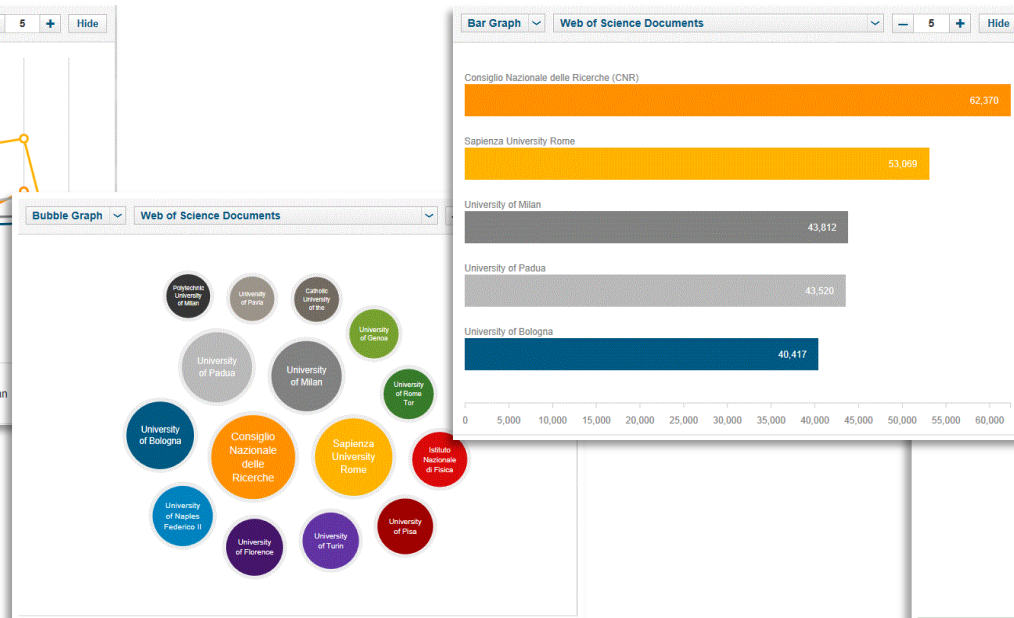 5 + Hide
n
Bubble Graph Web of Science Documents
Polytechnic
University
of Milan
University
of Pavia
Catholic
University
of the
University
of Genoa
University
of Padua
University
of Milan
University
of Rome
Tor
University
of Bologna
Consiglio
Nazionale
delle
Ricerche
Sapienza
University
Rome
Istituto
Nazionale
di Fisica
University
of Naples
Federico II
University
of Florence
University
of Turin
University
of Pisa
Bar Graph Web of Science Documents – 5 + Hide
Consiglio Nazionale delle Ricerche (CNR)
62,370
Sapienza University Rome
53,069
University of Milan
43,812
University of Padua
43,520
University of Bologna
40,417
0 5,000 10,000 15,000 20,000 25,000 30,000 35,000 40,000 45,000 50,000 55,000 60,000